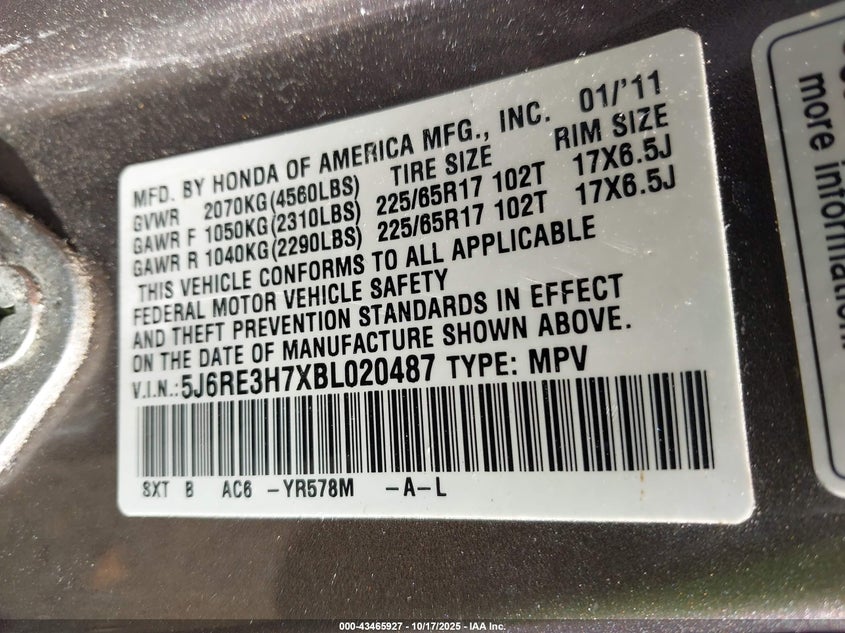 MFD. BY HONDA OF AMERICA MFG., INC. 01/'11
GVWR 2070KG(4560LBS) TIRE SIZE RIM SIZE
GAWR F 1050KG(2310LBS) 225/65R17 102T 17X6.5J
GAWR R 1040KG(2290LBS) 225/65R17 102T 17X6.5J
THIS VEHICLE CONFORMS TO ALL APPLICABLE
FEDERAL MOTOR VEHICLE SAFETY
AND THEFT PREVENTION STANDARDS IN EFFECT
ON THE DATE OF MANUFACTURE SHOWN ABOVE.
V.I.N.:5J6RE3H7XBL020487 TYPE: MPV
SXT B AC6 -YR578M -A-L
more information.
000-43465927 - 10/17/2025 - IAA Inc.